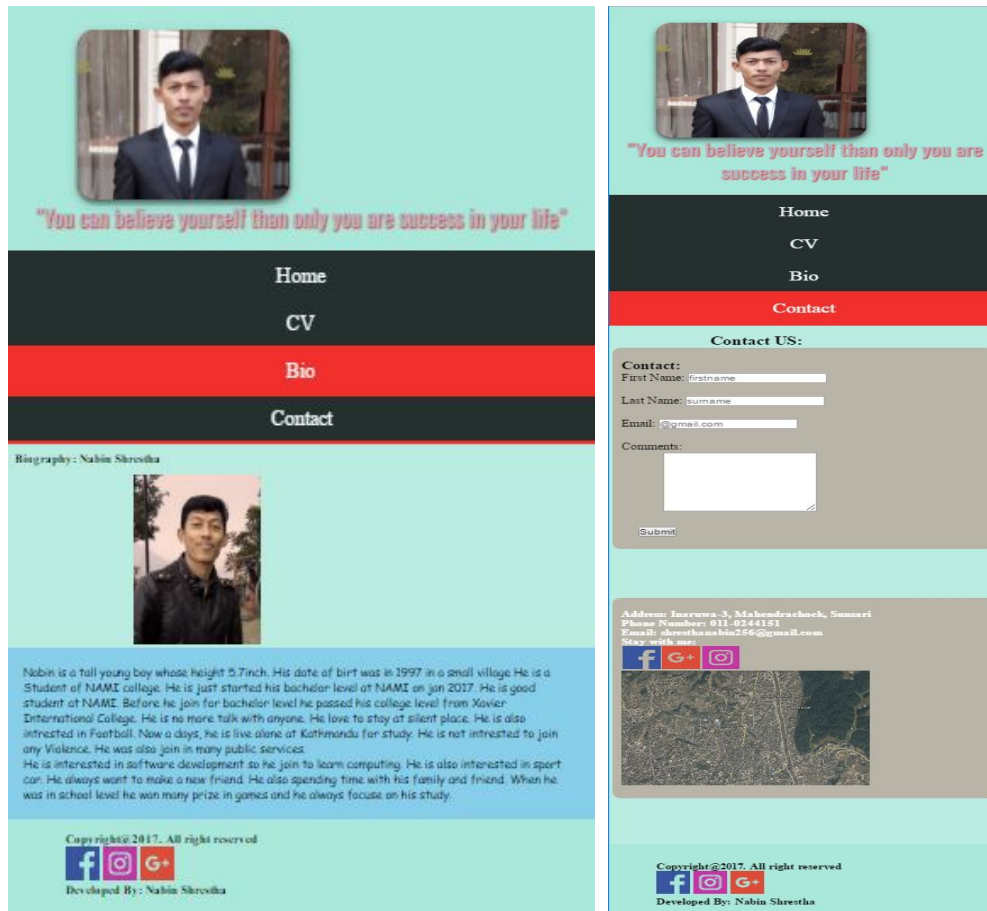 "You can believe yourself than only you are success in your life"
Home
CV
Bio
Contact
Biography: Nabin Shrestha
Nabin is a tall young boy whose height 5.7inch. His date of birt was in 1997 in a small village He is a
Student of NAMI college. He is just started his bachelor level at NAMI on jan 2017. He is good
student at NAMI. Before he join for bachelor level he passed his college level from Xavier
International College. He is no more talk with anyone. He love to stay at silent place. He is also
intrested in Football. Now a days, he is live alone at Kathmandu for study. He is not intrested to join
any Violence. He was also join in many public services.
He is interested in software development so he join to learn computing. He is also interested in sport
car. He always want to make a new friend. He also spending time with his family and friend. When he
was in school level he won many prize in games and he always focuse on his study.
Copyright@2017. All right reserved
f G+
Developed By: Nabin Shrestha
"You can believe yourself than only you are
success in your life"
Home
CV
Bio
Contact
Contact US:
Contact:
First Name: firstname
Last Name: surname
Email: @gmail.com
Comments:
Submit
Address: Inaruwa-3, Mahendrachock, Sunsari
Phone Number: 011-0244151
Email: shresthanabin256@gmail.com
Stay with me:
f G+
Copyright@2017. All right reserved
f G+
Developed By: Nabin Shrestha